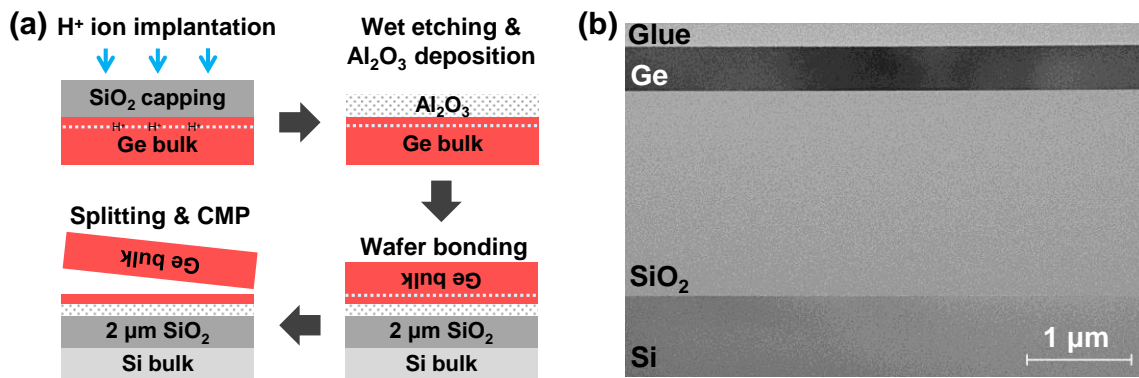 (a)
H⁺ ion implantation
SiO₂ capping
H⁺ H⁺ H⁺
Ge bulk
Wet etching &
Al₂O₃ deposition
Al₂O₃
Ge bulk
Wafer bonding
Ge bulk
2 μm SiO₂
Si bulk
Splitting & CMP
Ge bulk
2 μm SiO₂
Si bulk
(b)
Glue
Ge
SiO₂
Si
1 μm